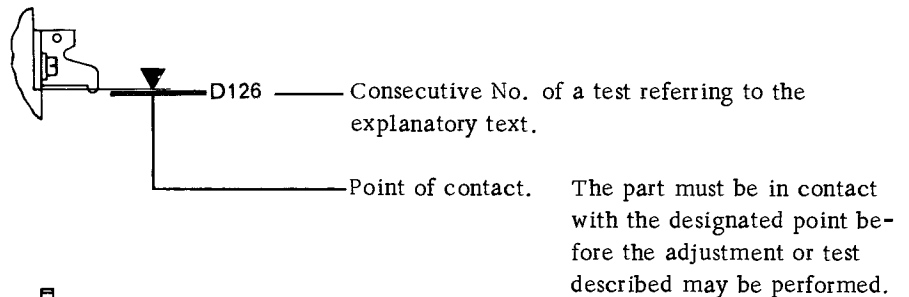 D126 Consecutive No. of a test referring to the
explanatory text.
Point of contact. The part must be in contact
with the designated point be-
fore the adjustment or test
described may be performed.